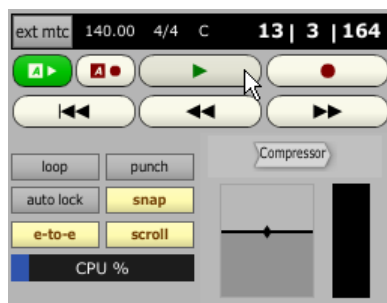 ext mtc 140.00 4/4 C 13| 3 |164
A A
loop punch Compressor
auto lock snap
e-to-e scroll
CPU %